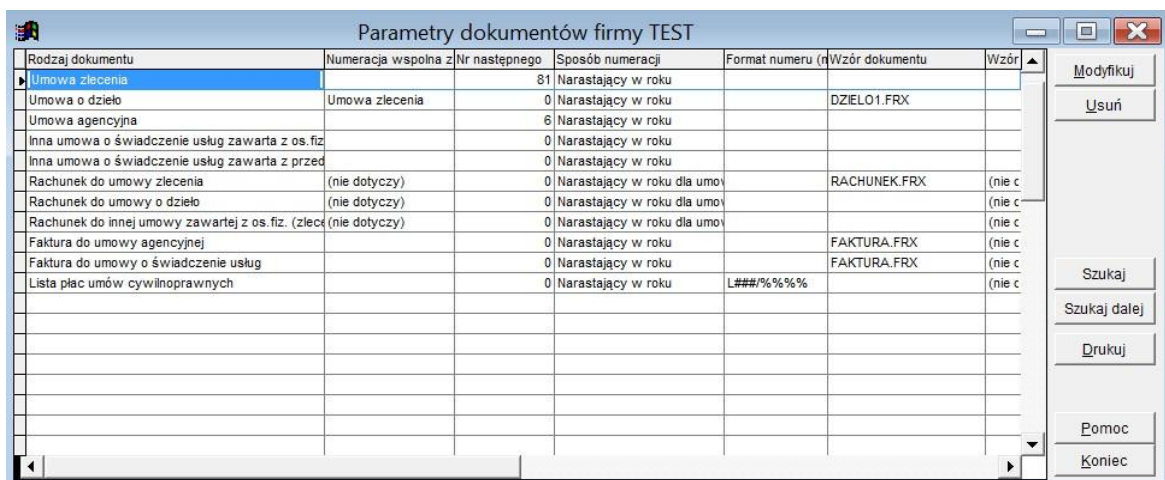 Parametry dokumentów firmy TEST
Rodzaj dokumentu Numeracja wspolna z Nr następnego Sposób numeracji Format numeru (n Wzór dokumentu Wzór
Umowa zlecenia 81 Narastający w roku
Umowa o dzieło Umowa zlecenia 0 Narastający w roku DZIELO1.FRX
Umowa agencyjna 6 Narastający w roku
Inna umowa o świadczenie usług zawarta z os.fiz 0 Narastający w roku
Inna umowa o świadczenie usług zawarta z przed 0 Narastający w roku
Rachunek do umowy zlecenia (nie dotyczy) 0 Narastający w roku dla umow RACHUNEK.FRX (nie d
Rachunek do umowy o dzieło (nie dotyczy) 0 Narastający w roku dla umow (nie d
Rachunek do innej umowy zawartej z os.fiz. (zlece (nie dotyczy) 0 Narastający w roku dla umow (nie d
Faktura do umowy agencyjnej 0 Narastający w roku FAKTURA.FRX (nie d
Faktura do umowy o świadczenie usług 0 Narastający w roku FAKTURA.FRX (nie d
Lista płac umów cywilnoprawnych 0 Narastający w roku L###/%%%% (nie d
Modyfikuj
Usuń
Szukaj
Szukaj dalej
Drukuj
Pomoc
Koniec